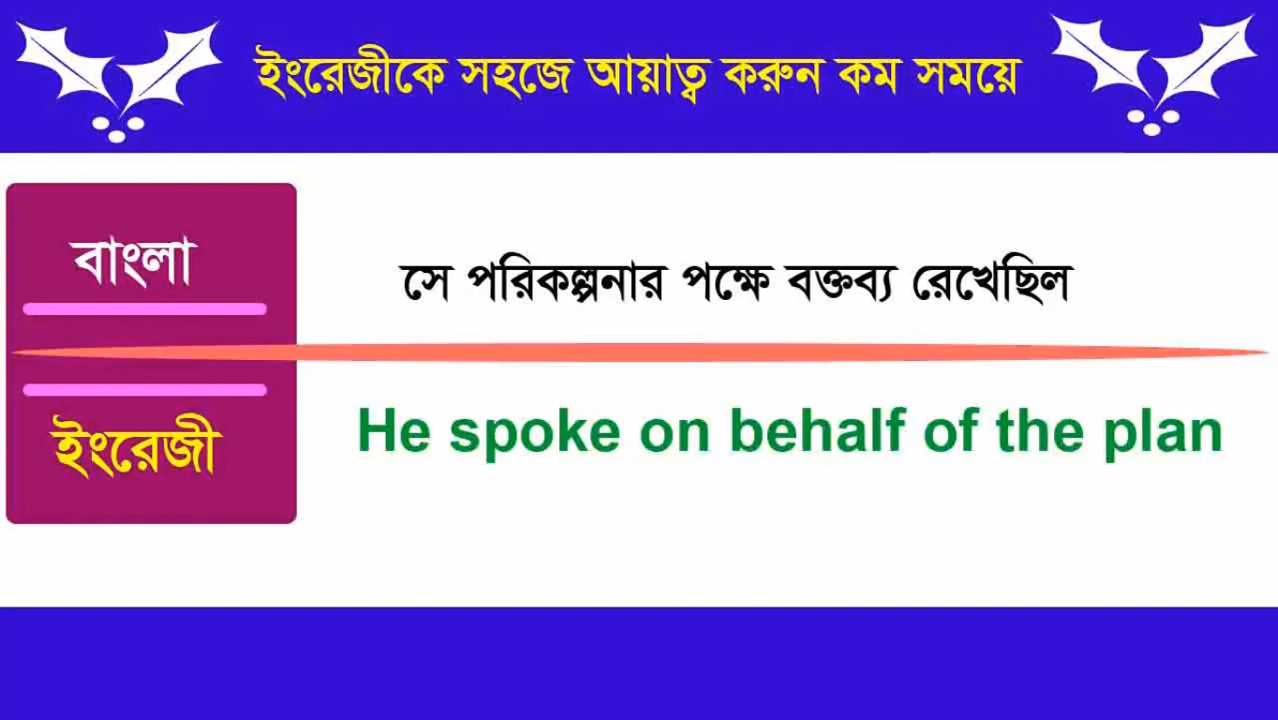 ইংরেজীকে সহজে আয়াত্ব করুন কম সময়ে
বাংলা
সে পরিকল্পনার পক্ষে বক্তব্য রেখেছিল
ইংরেজী
He spoke on behalf of the plan